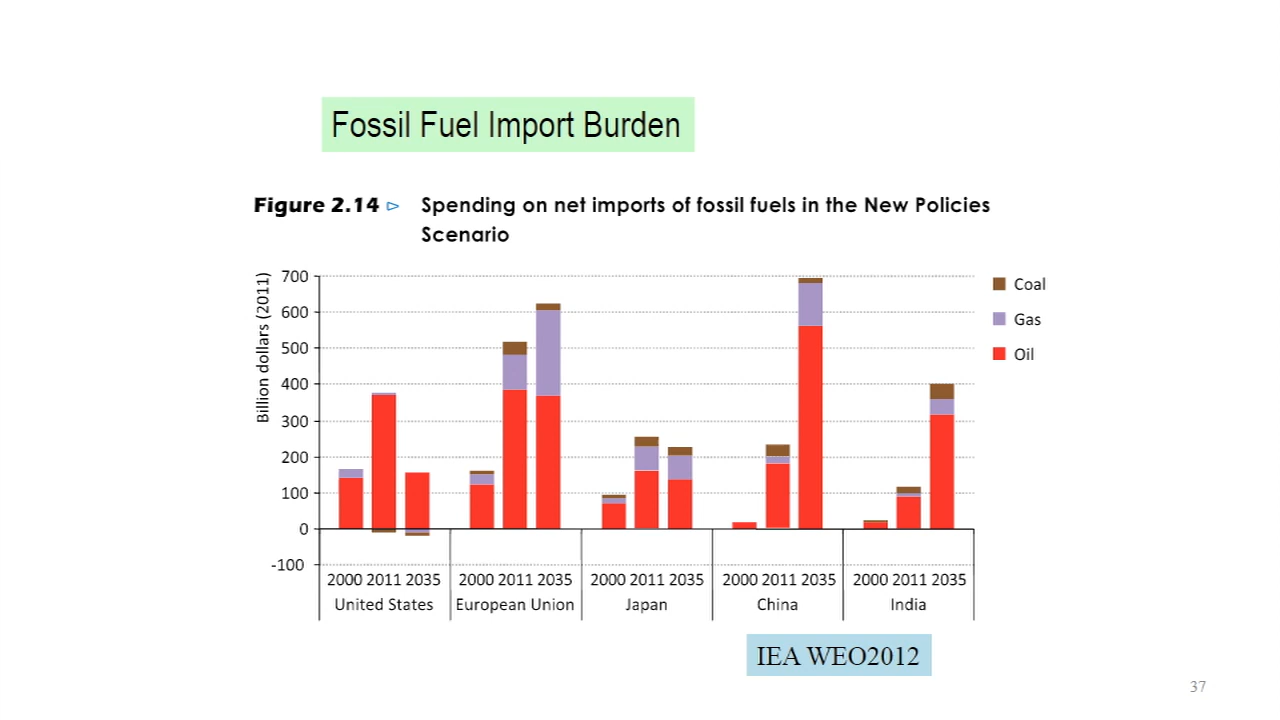 Fossil Fuel Import Burden
Figure 2.14 ▷ Spending on net imports of fossil fuels in the New Policies
Scenario
Billion dollars (2011)
700
600
500
400
300
200
100
0
-100
Coal
Gas
Oil
2000 2011 2035 2000 2011 2035 2000 2011 2035 2000 2011 2035 2000 2011 2035
United States European Union Japan China India
IEA WEO2012
37